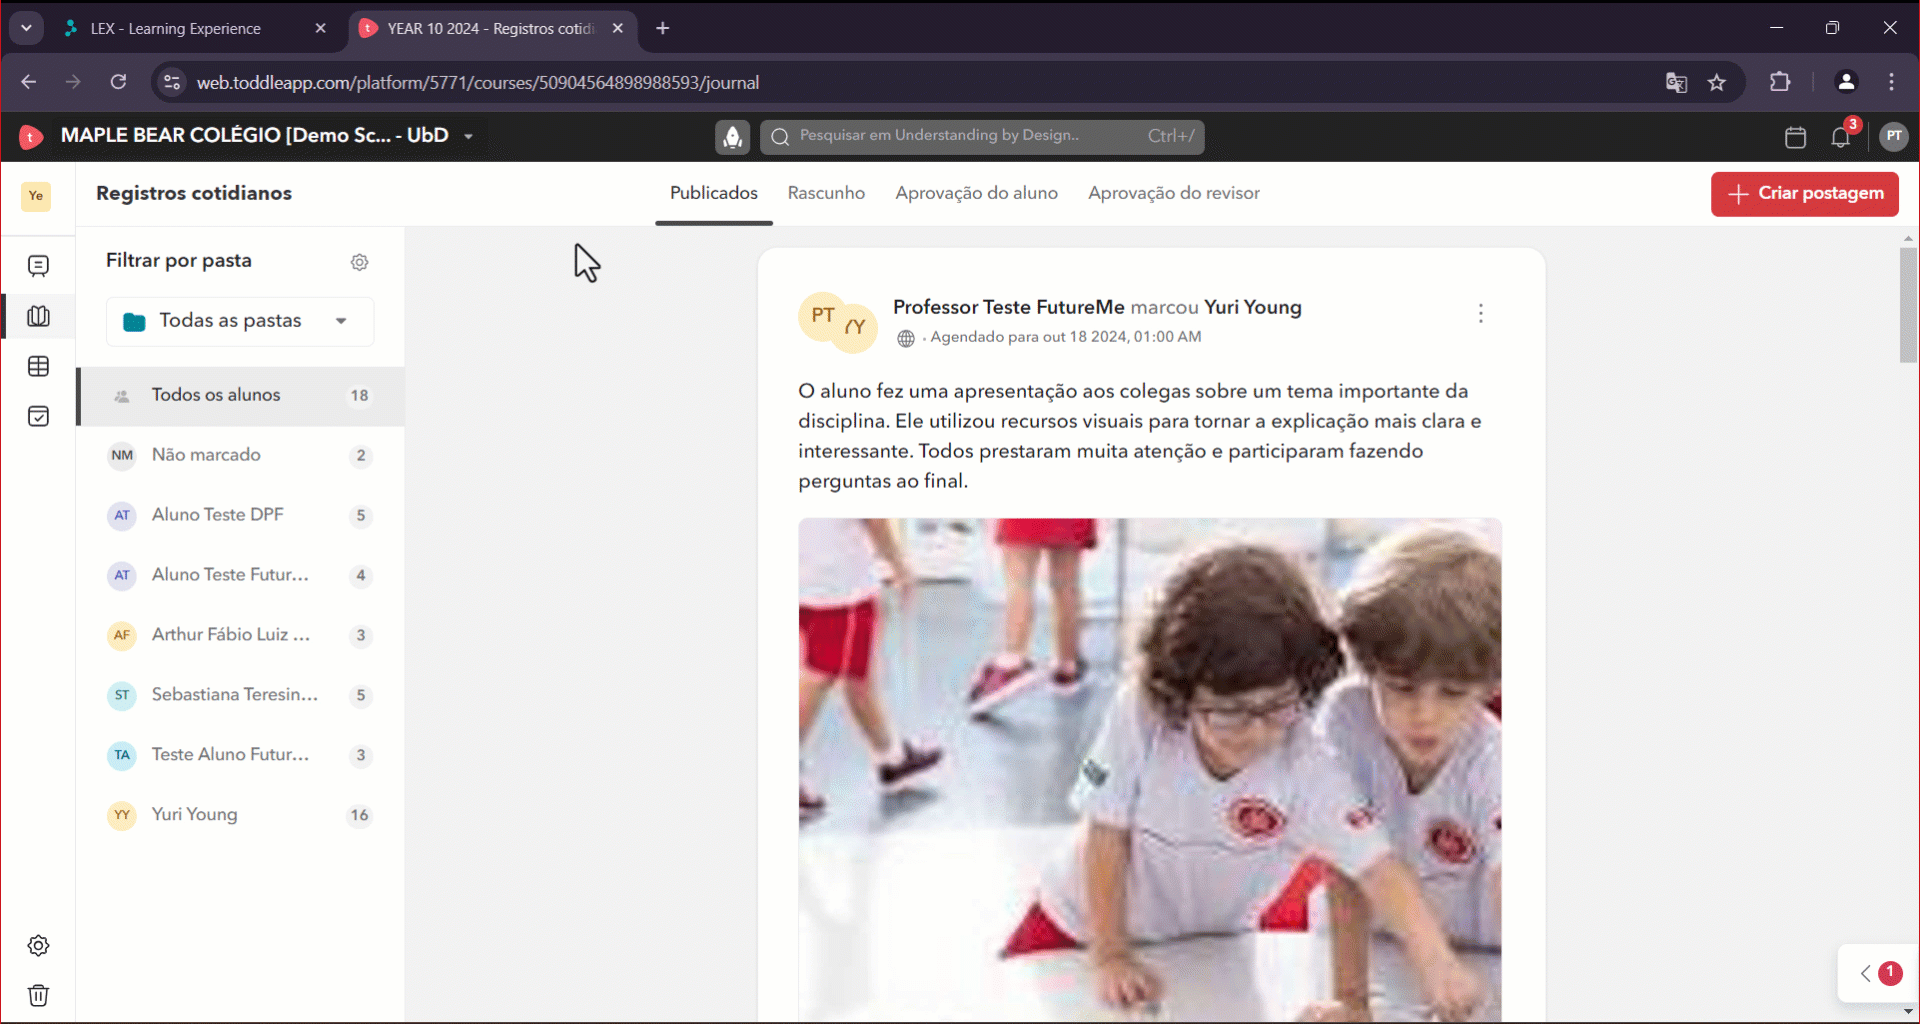 LEX - Learning Experience
YEAR 10 2024 - Registros cotidi
web.toddleapp.com/platform/5771/courses/50904564898988593/journal
MAPLE BEAR COLÉGIO [Demo Sc... - UbD
Pesquisar em Understanding by Design..
Ctrl+/
3
PT
Ye
Registros cotidianos
Publicados
Rascunho
Aprovação do aluno
Aprovação do revisor
Criar postagem
Filtrar por pasta
Todas as pastas
Todos os alunos 18
NM Não marcado 2
AT Aluno Teste DPF 5
AT Aluno Teste Futur... 4
AF Arthur Fábio Luiz ... 3
ST Sebastiana Teresin... 5
TA Teste Aluno Futur... 3
YY Yuri Young 16
PT
YY
Professor Teste FutureMe marcou Yuri Young
· Agendado para out 18 2024, 01:00 AM
O aluno fez uma apresentação aos colegas sobre um tema importante da
disciplina. Ele utilizou recursos visuais para tornar a explicação mais clara e
interessante. Todos prestaram muita atenção e participaram fazendo
perguntas ao final.
1